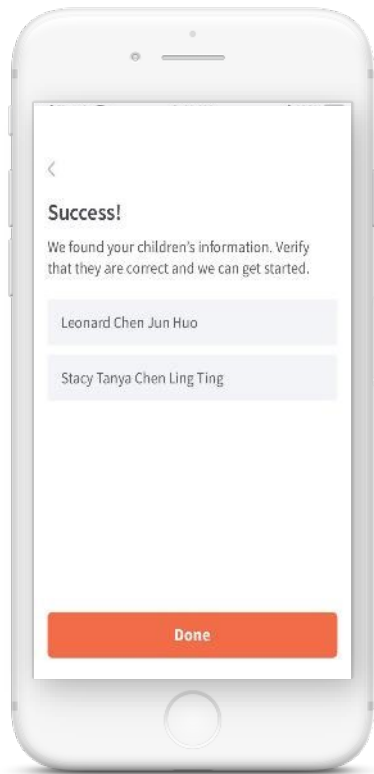 Success!
We found your children's information. Verify
that they are correct and we can get started.
Leonard Chen Jun Huo
Stacy Tanya Chen Ling Ting
Done